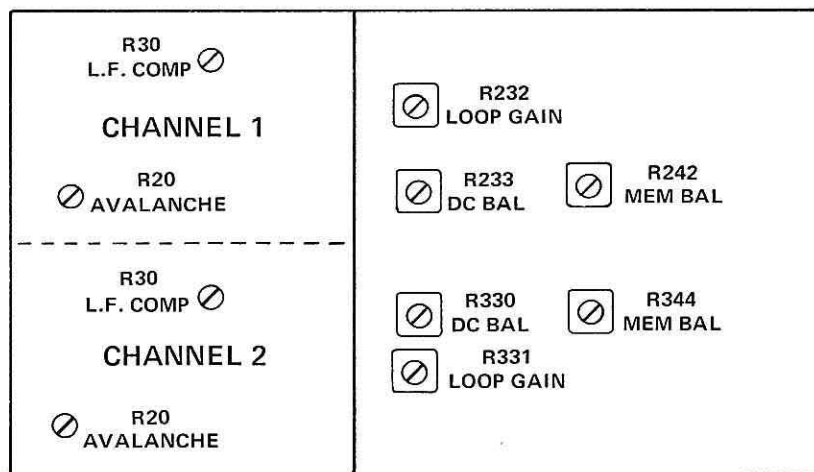 R30
L.F. COMP
CHANNEL 1
R20
AVALANCHE
R30
L.F. COMP
CHANNEL 2
R20
AVALANCHE
R232
LOOP GAIN
R233
DC BAL
R242
MEM BAL
R330
DC BAL
R344
MEM BAL
R331
LOOP GAIN